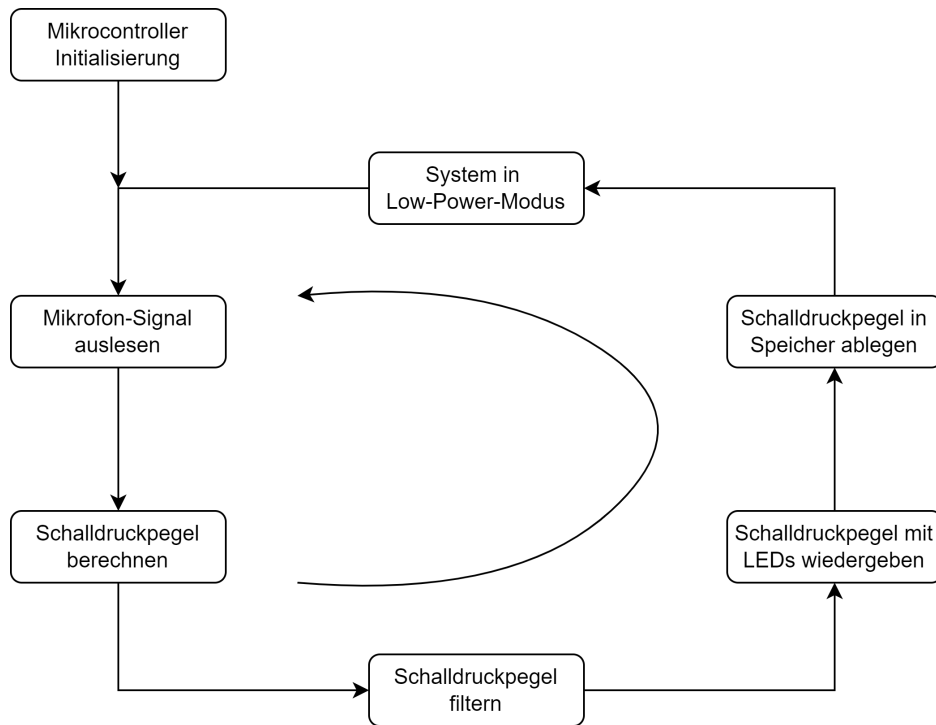 Mikrocontroller
Initialisierung
System in
Low-Power-Modus
Mikrofon-Signal
auslesen
Schalldruckpegel in
Speicher ablegen
Schalldruckpegel
berechnen
Schalldruckpegel mit
LEDs wiedergeben
Schalldruckpegel
filtern